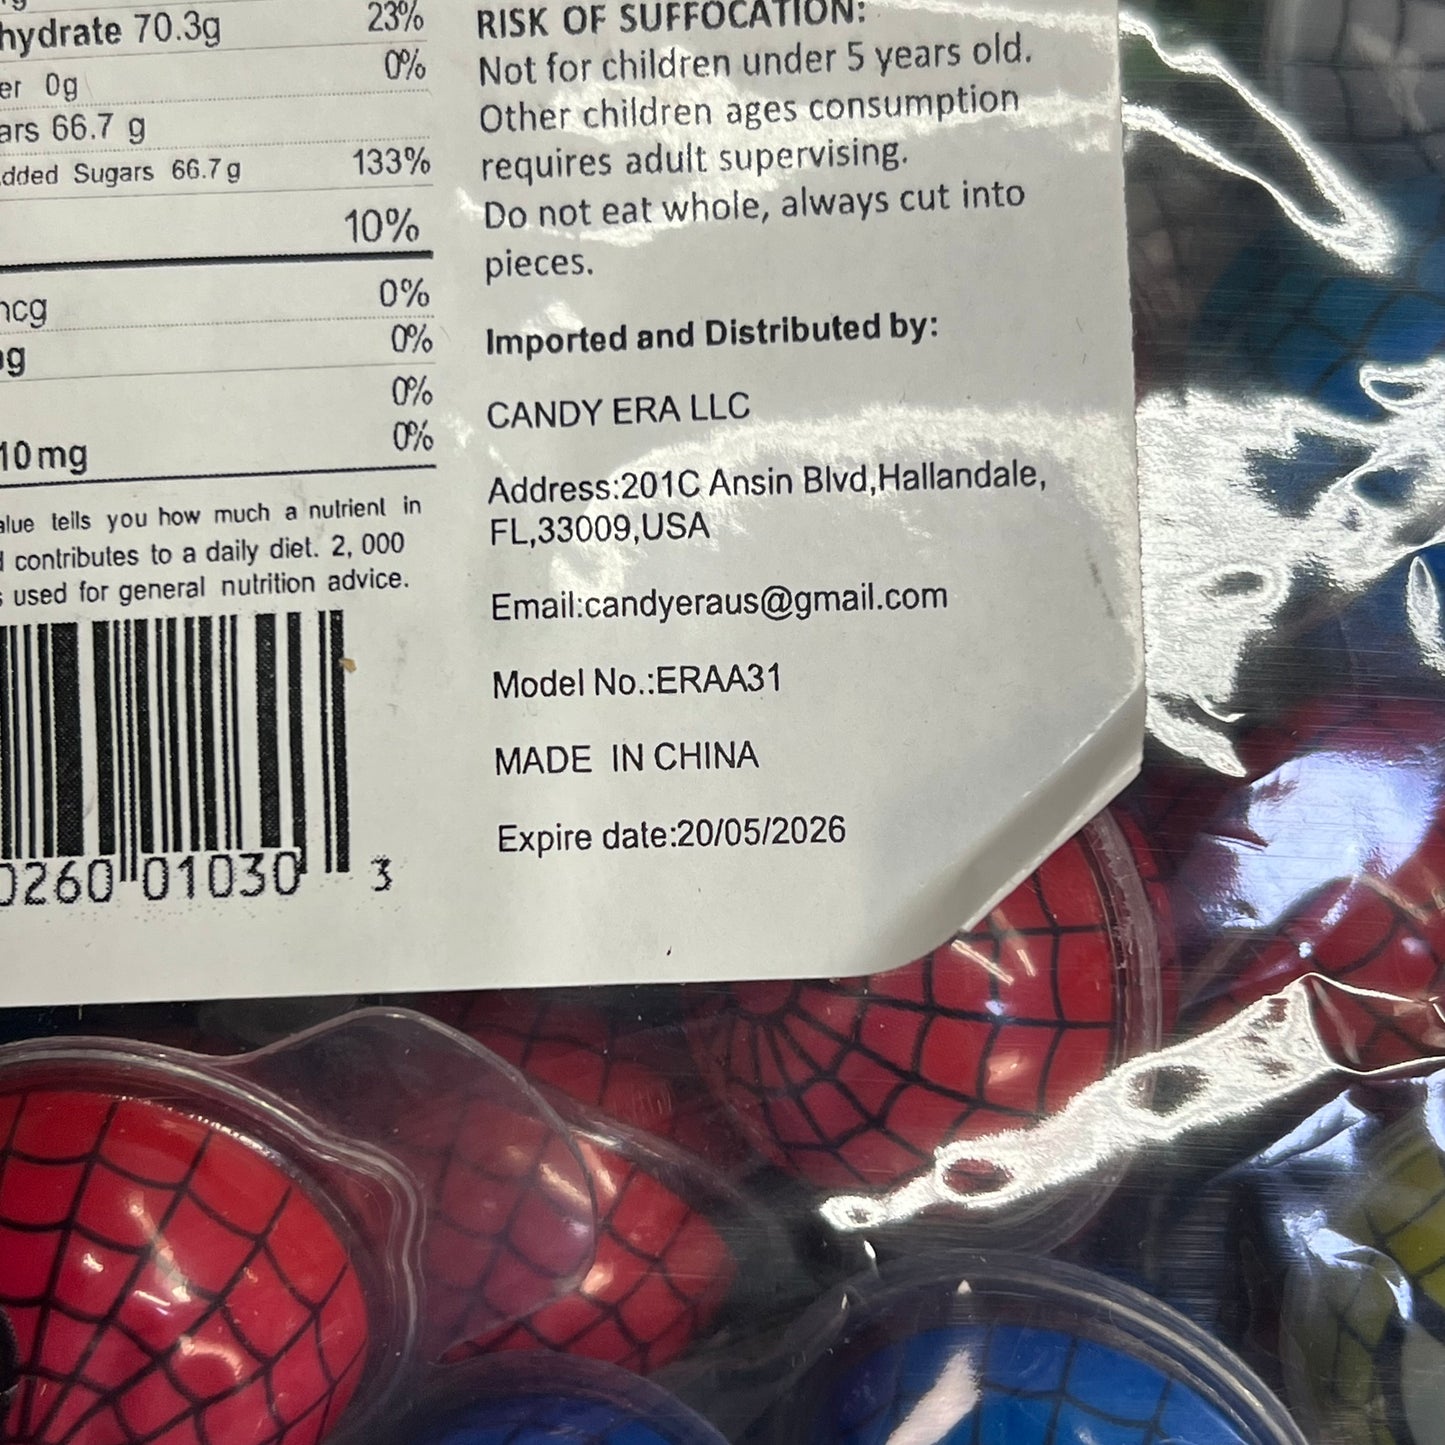 hydrate 70.3g 23%
er 0g 0%
ars 66.7 g
dded Sugars 66.7 g 133%
10%
mcg 0%
g 0%
0%
10mg 0%
alue tells you how much a nutrient in
contributes to a daily diet. 2, 000
used for general nutrition advice.
0260 01030 3
RISK OF SUFFOCATION:
Not for children under 5 years old.
Other children ages consumption
requires adult supervising.
Do not eat whole, always cut into
pieces.
Imported and Distributed by:
CANDY ERA LLC
Address:201C Ansin Blvd,Hallandale,
FL,33009,USA
Email:candyeraus@gmail.com
Model No.:ERAA31
MADE IN CHINA
Expire date:20/05/2026